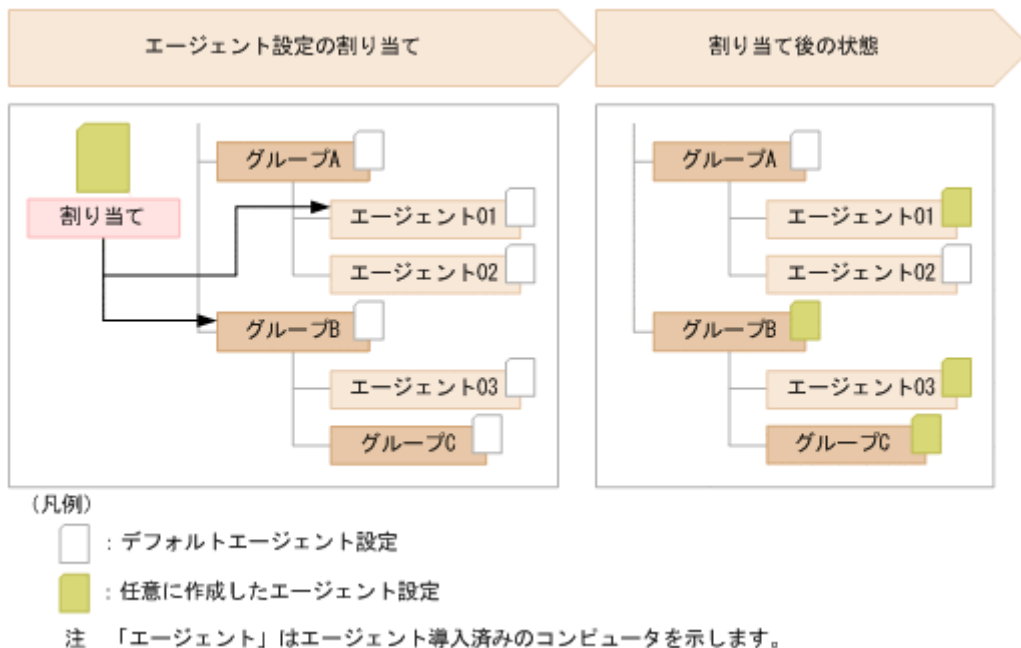 エージェント設定の割り当て
割り当て後の状態
割り当て
グループA
エージェント01
エージェント02
グループB
エージェント03
グループC
グループA
エージェント01
エージェント02
グループB
エージェント03
グループC
(凡例)
：デフォルトエージェント設定
：任意に作成したエージェント設定
注 「エージェント」はエージェント導入済みのコンピュータを示します。